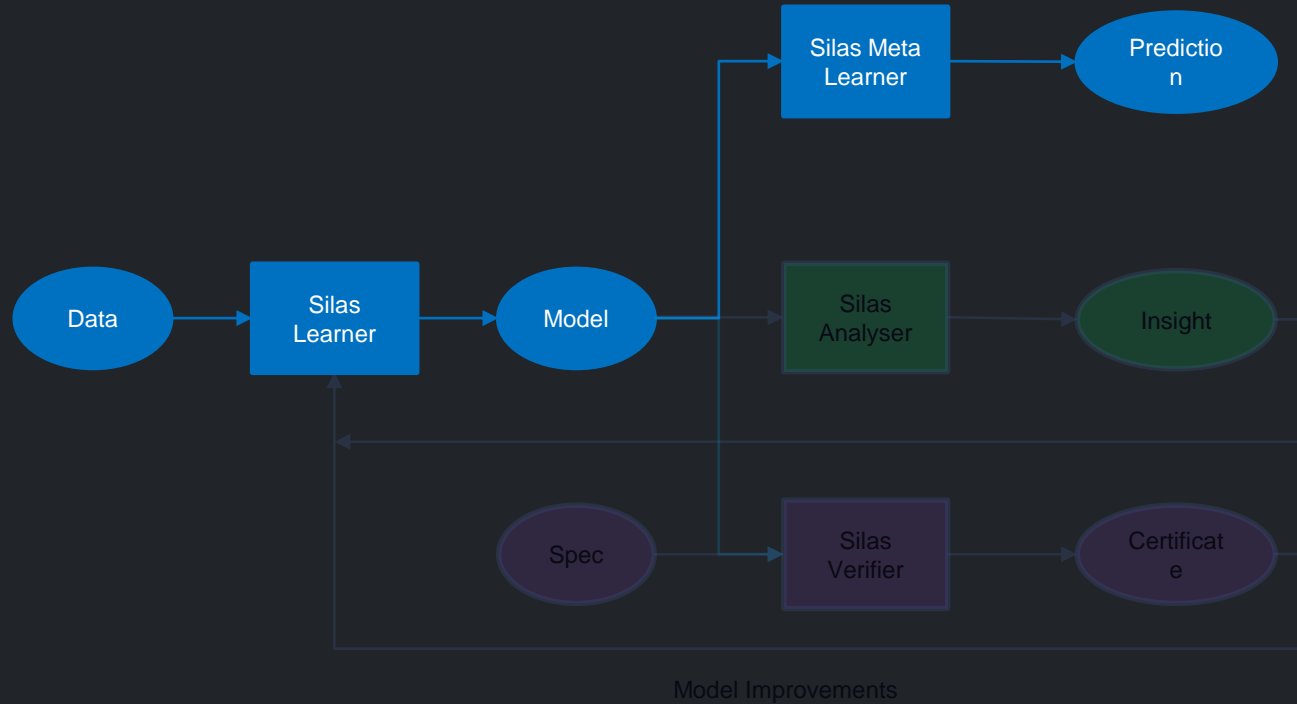 Silas Meta
Learner
Predictio
n
Data
Silas
Learner
Model
Silas
Analyser
Insight
Spec
Silas
Verifier
Certificat
e
Model Improvements